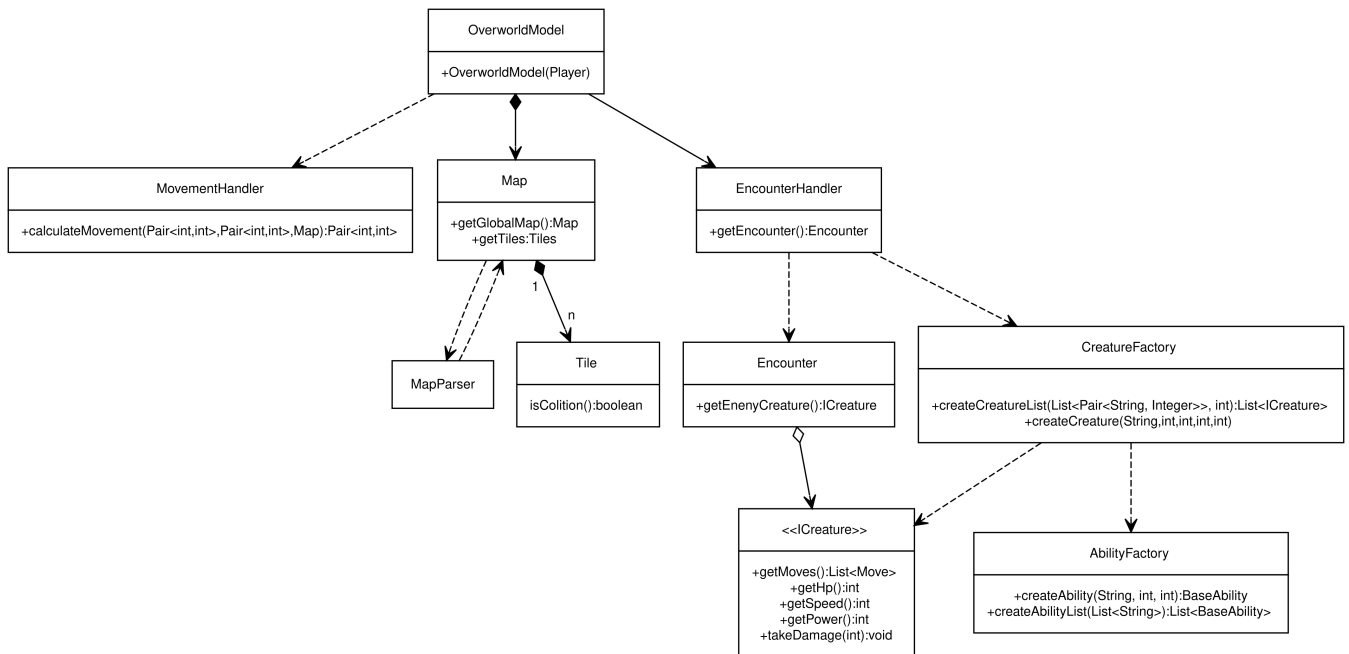 OverworldModel
+OverworldModel(Player)
MovementHandler
+calculateMovement(Pair<int,int>,Pair<int,int>,Map):Pair<int,int>
Map
+getGlobalMap():Map
+getTiles:Tiles
EncounterHandler
+getEncounter():Encounter
1
n
MapParser
Tile
isColition():boolean
Encounter
+getEnenyCreature():ICreature
CreatureFactory
+createCreatureList(List<Pair<String, Integer>>, int):List<ICreature>
+createCreature(String,int,int,int,int)
<<ICreature>>
+getMoves():List<Move>
+getHp():int
+getSpeed():int
+getPower():int
+takeDamage(int):void
AbilityFactory
+createAbility(String, int, int):BaseAbility
+createAbilityList(List<String>):List<BaseAbility>